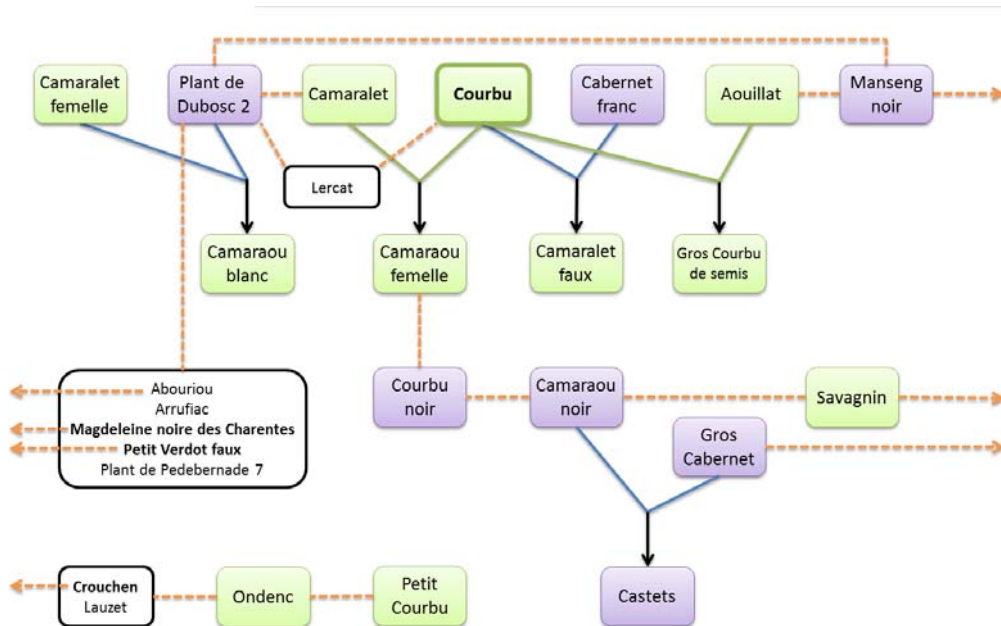 Camaralet
femelle
Plant de
Dubosc 2
Camaralet
Courbu
Cabernet
franc
Aouillat
Manseng
noir
Lercat
Camaraou
blanc
Camaraou
femelle
Camaralet
faux
Gros Courbu
de semis
Abouriou
Arrufiac
Magdeleine noire des Charentes
Petit Verdot faux
Plant de Pedebernade 7
Courbu
noir
Camaraou
noir
Savagnin
Gros
Cabernet
Crouchen
Lauzet
Ondenc
Petit
Courbu
Castets